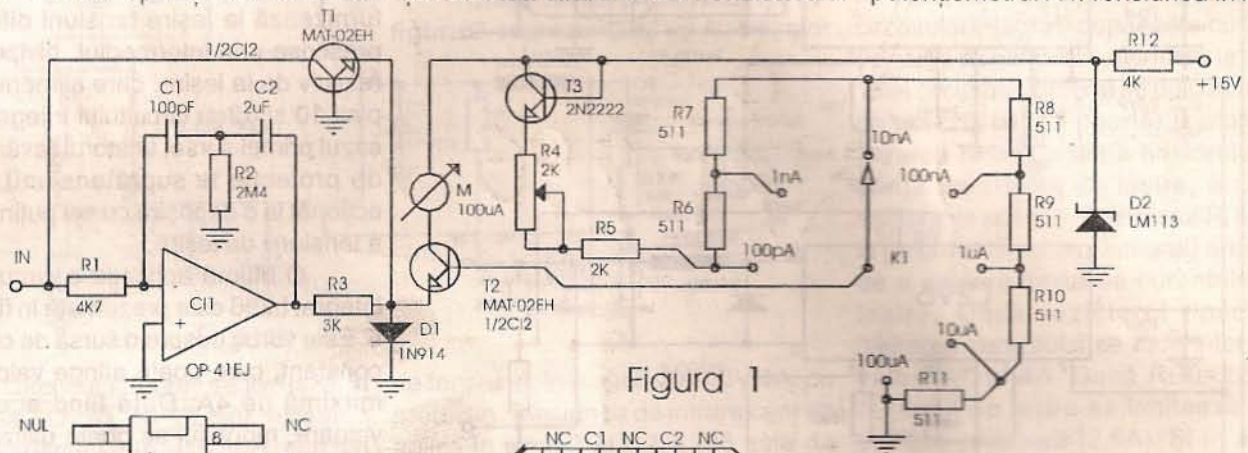 1/2CI2
T1
MAT-02EH
C1
100pF
C2
2uF
R2
2M4
IN
R1
4K7
CI1
+
OP-41EJ
R3
3K
D1
1N914
M
100uA
T2
MAT-02EH
1/2CI2
T3
2N2222
R4
2K
R5
2K
R7
511
R6
511
1nA
100pA
10nA
100nA
K1
1uA
10uA
100uA
R8
511
R9
511
R10
511
R11
511
D2
LM113
R12
4K
+15V
Figura 1
NUL
1
8
NC
NC C1 NC C2 NC